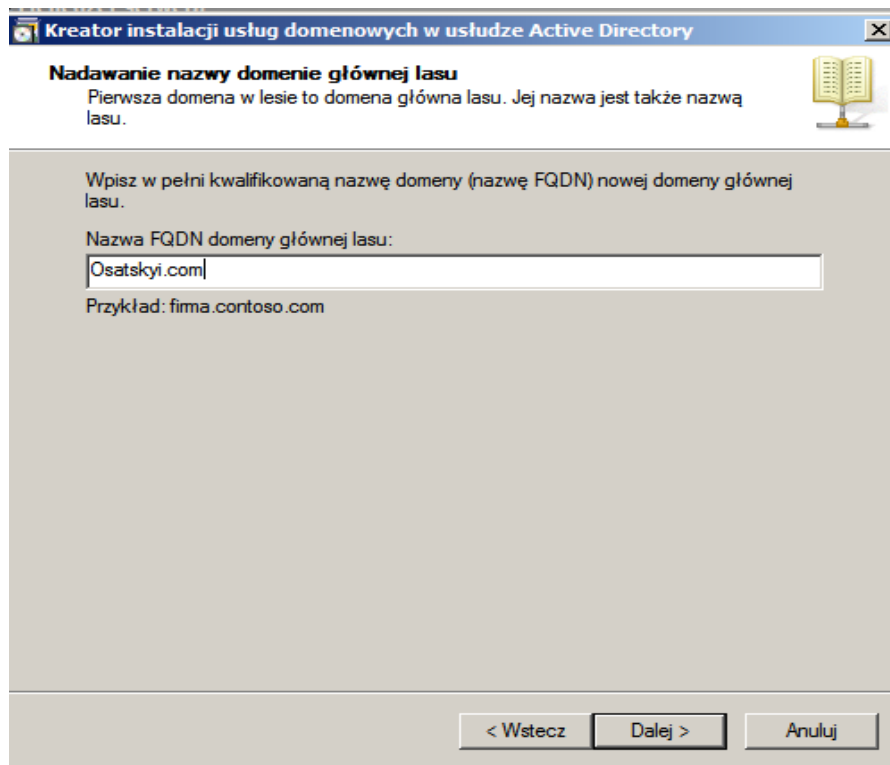 Kreator instalacji usług domenowych w usłudze Active Directory
Nadawanie nazwy domenie głównej lasu
Pierwsza domena w lesie to domena główna lasu. Jej nazwa jest także nazwą
lasu.
Wpisz w pełni kwalifikowaną nazwę domeny (nazwę FQDN) nowej domeny głównej
lasu.
Nazwa FQDN domeny głównej lasu:
Osatskyi.com
Przykład: firma.contoso.com
< Wstecz Dalej > Anuluj